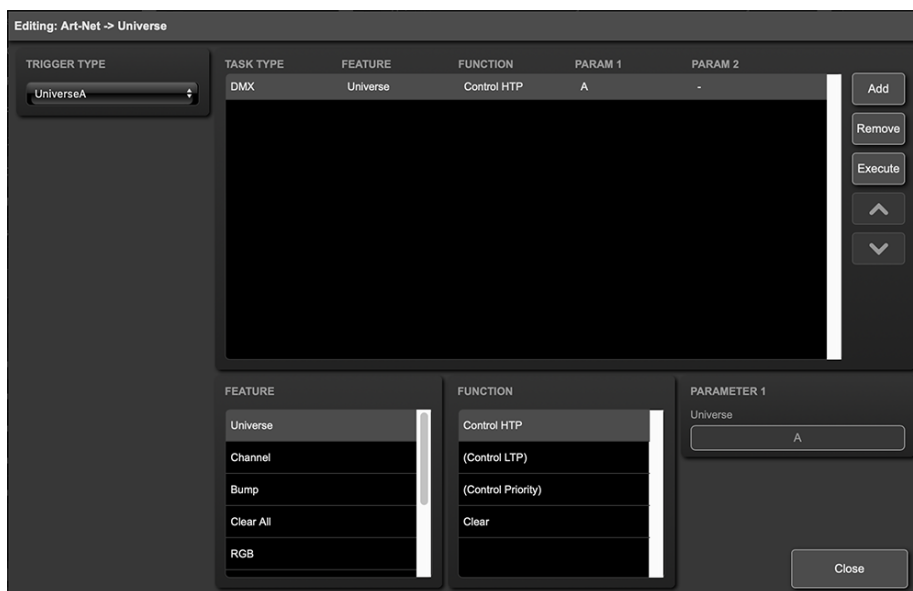 Editing: Art-Net -> Universe
TRIGGER TYPE
UniverseA
TASK TYPE FEATURE FUNCTION PARAM 1 PARAM 2
DMX Universe Control HTP A -
Add
Remove
Execute
FEATURE
Universe
Channel
Bump
Clear All
RGB
FUNCTION
Control HTP
(Control LTP)
(Control Priority)
Clear
PARAMETER 1
Universe
A
Close